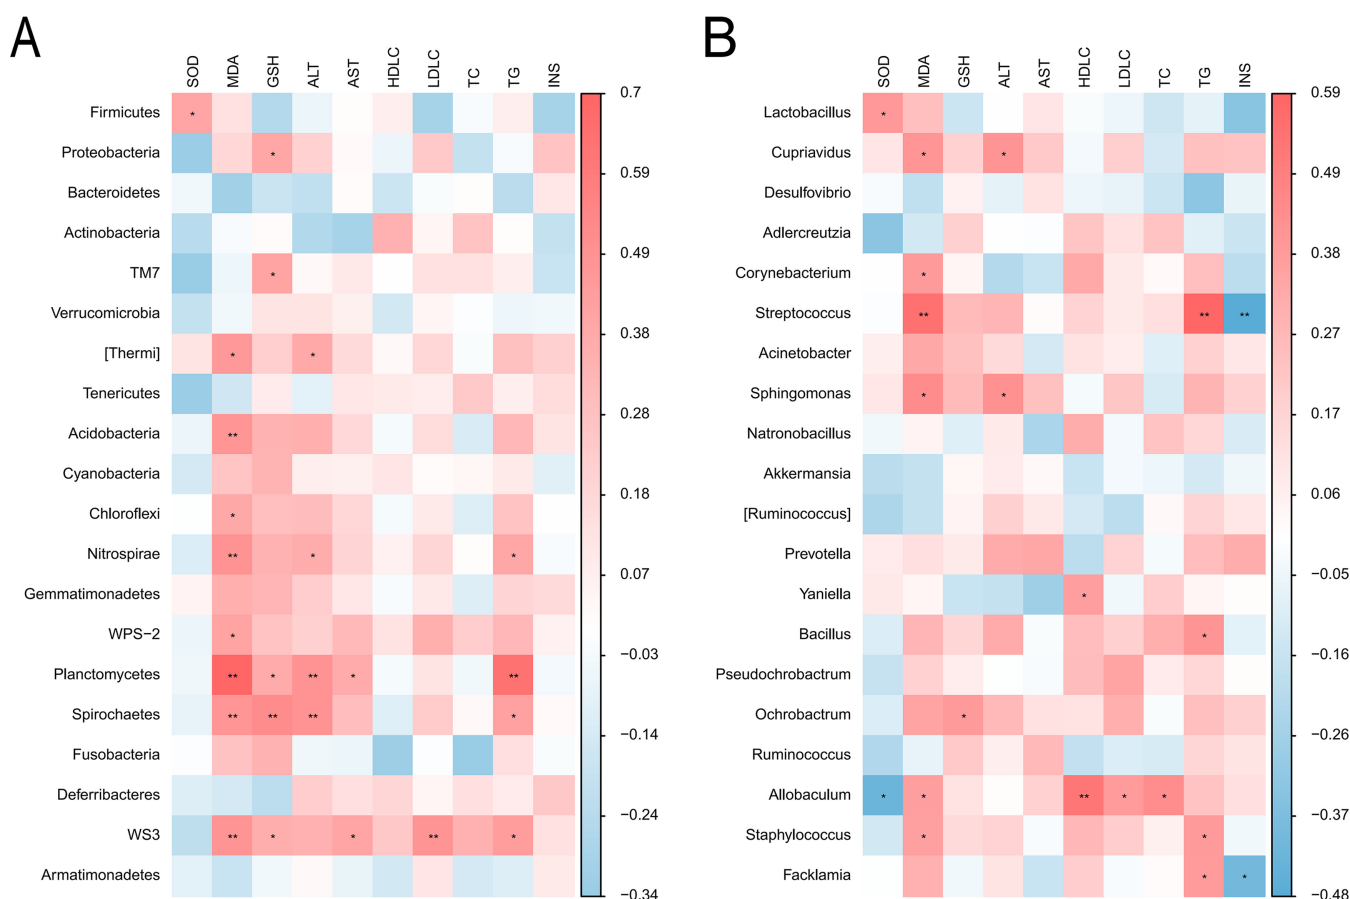 A
SOD MDA GSH ALT AST HDLC LDLC TC TG INS
Firmicutes *
Proteobacteria *
Bacteroidetes
Actinobacteria
TM7 *
Verrucomicrobia
[Thermi] * *
Tenericutes
Acidobacteria **
Cyanobacteria
Chloroflexi *
Nitrospirae ** * *
Gemmatimonadetes
WPS−2 *
Planctomycetes ** * ** * **
Spirochaetes ** ** ** *
Fusobacteria
Deferribacteres
WS3 ** * * ** *
Armatimonadetes
0.7
0.59
0.49
0.38
0.28
0.18
0.07
−0.03
−0.14
−0.24
−0.34
B
SOD MDA GSH ALT AST HDLC LDLC TC TG INS
Lactobacillus *
Cupriavidus * *
Desulfovibrio
Adlercreutzia
Corynebacterium *
Streptococcus ** ** **
Acinetobacter
Sphingomonas * *
Natronobacillus
Akkermansia
[Ruminococcus]
Prevotella
Yaniella *
Bacillus *
Pseudochrobactrum
Ochrobactrum *
Ruminococcus
Allobaculum * * ** * *
Staphylococcus * *
Facklamia * *
0.59
0.49
0.38
0.27
0.17
0.06
−0.05
−0.16
−0.26
−0.37
−0.48